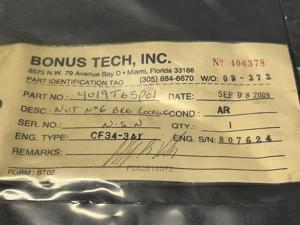 BONUS TECH, INC.
Nº 406378
8575 N.W. 79 Avenue Bay D • Miami, Florida 33166
PART IDENTIFICATION TAG (305) 884-6670 W/O: 09-372
PART NO.: 4019T65P01 DATE: SEP 08 2009
DESC.: NUT Nº6 BRG COND: AR
SER. NO.: N-S-N QTY.: 1
ENG. TYPE: CF34-3A1 ENG. S/N: 807624
REMARKS:
FORM: BT02